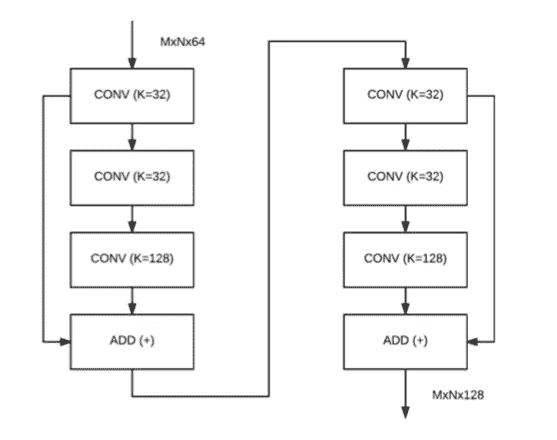 MxNx64
CONV (K=32)
CONV (K=32)
CONV (K=128)
ADD (+)
CONV (K=32)
CONV (K=32)
CONV (K=128)
ADD (+)
MxNx128